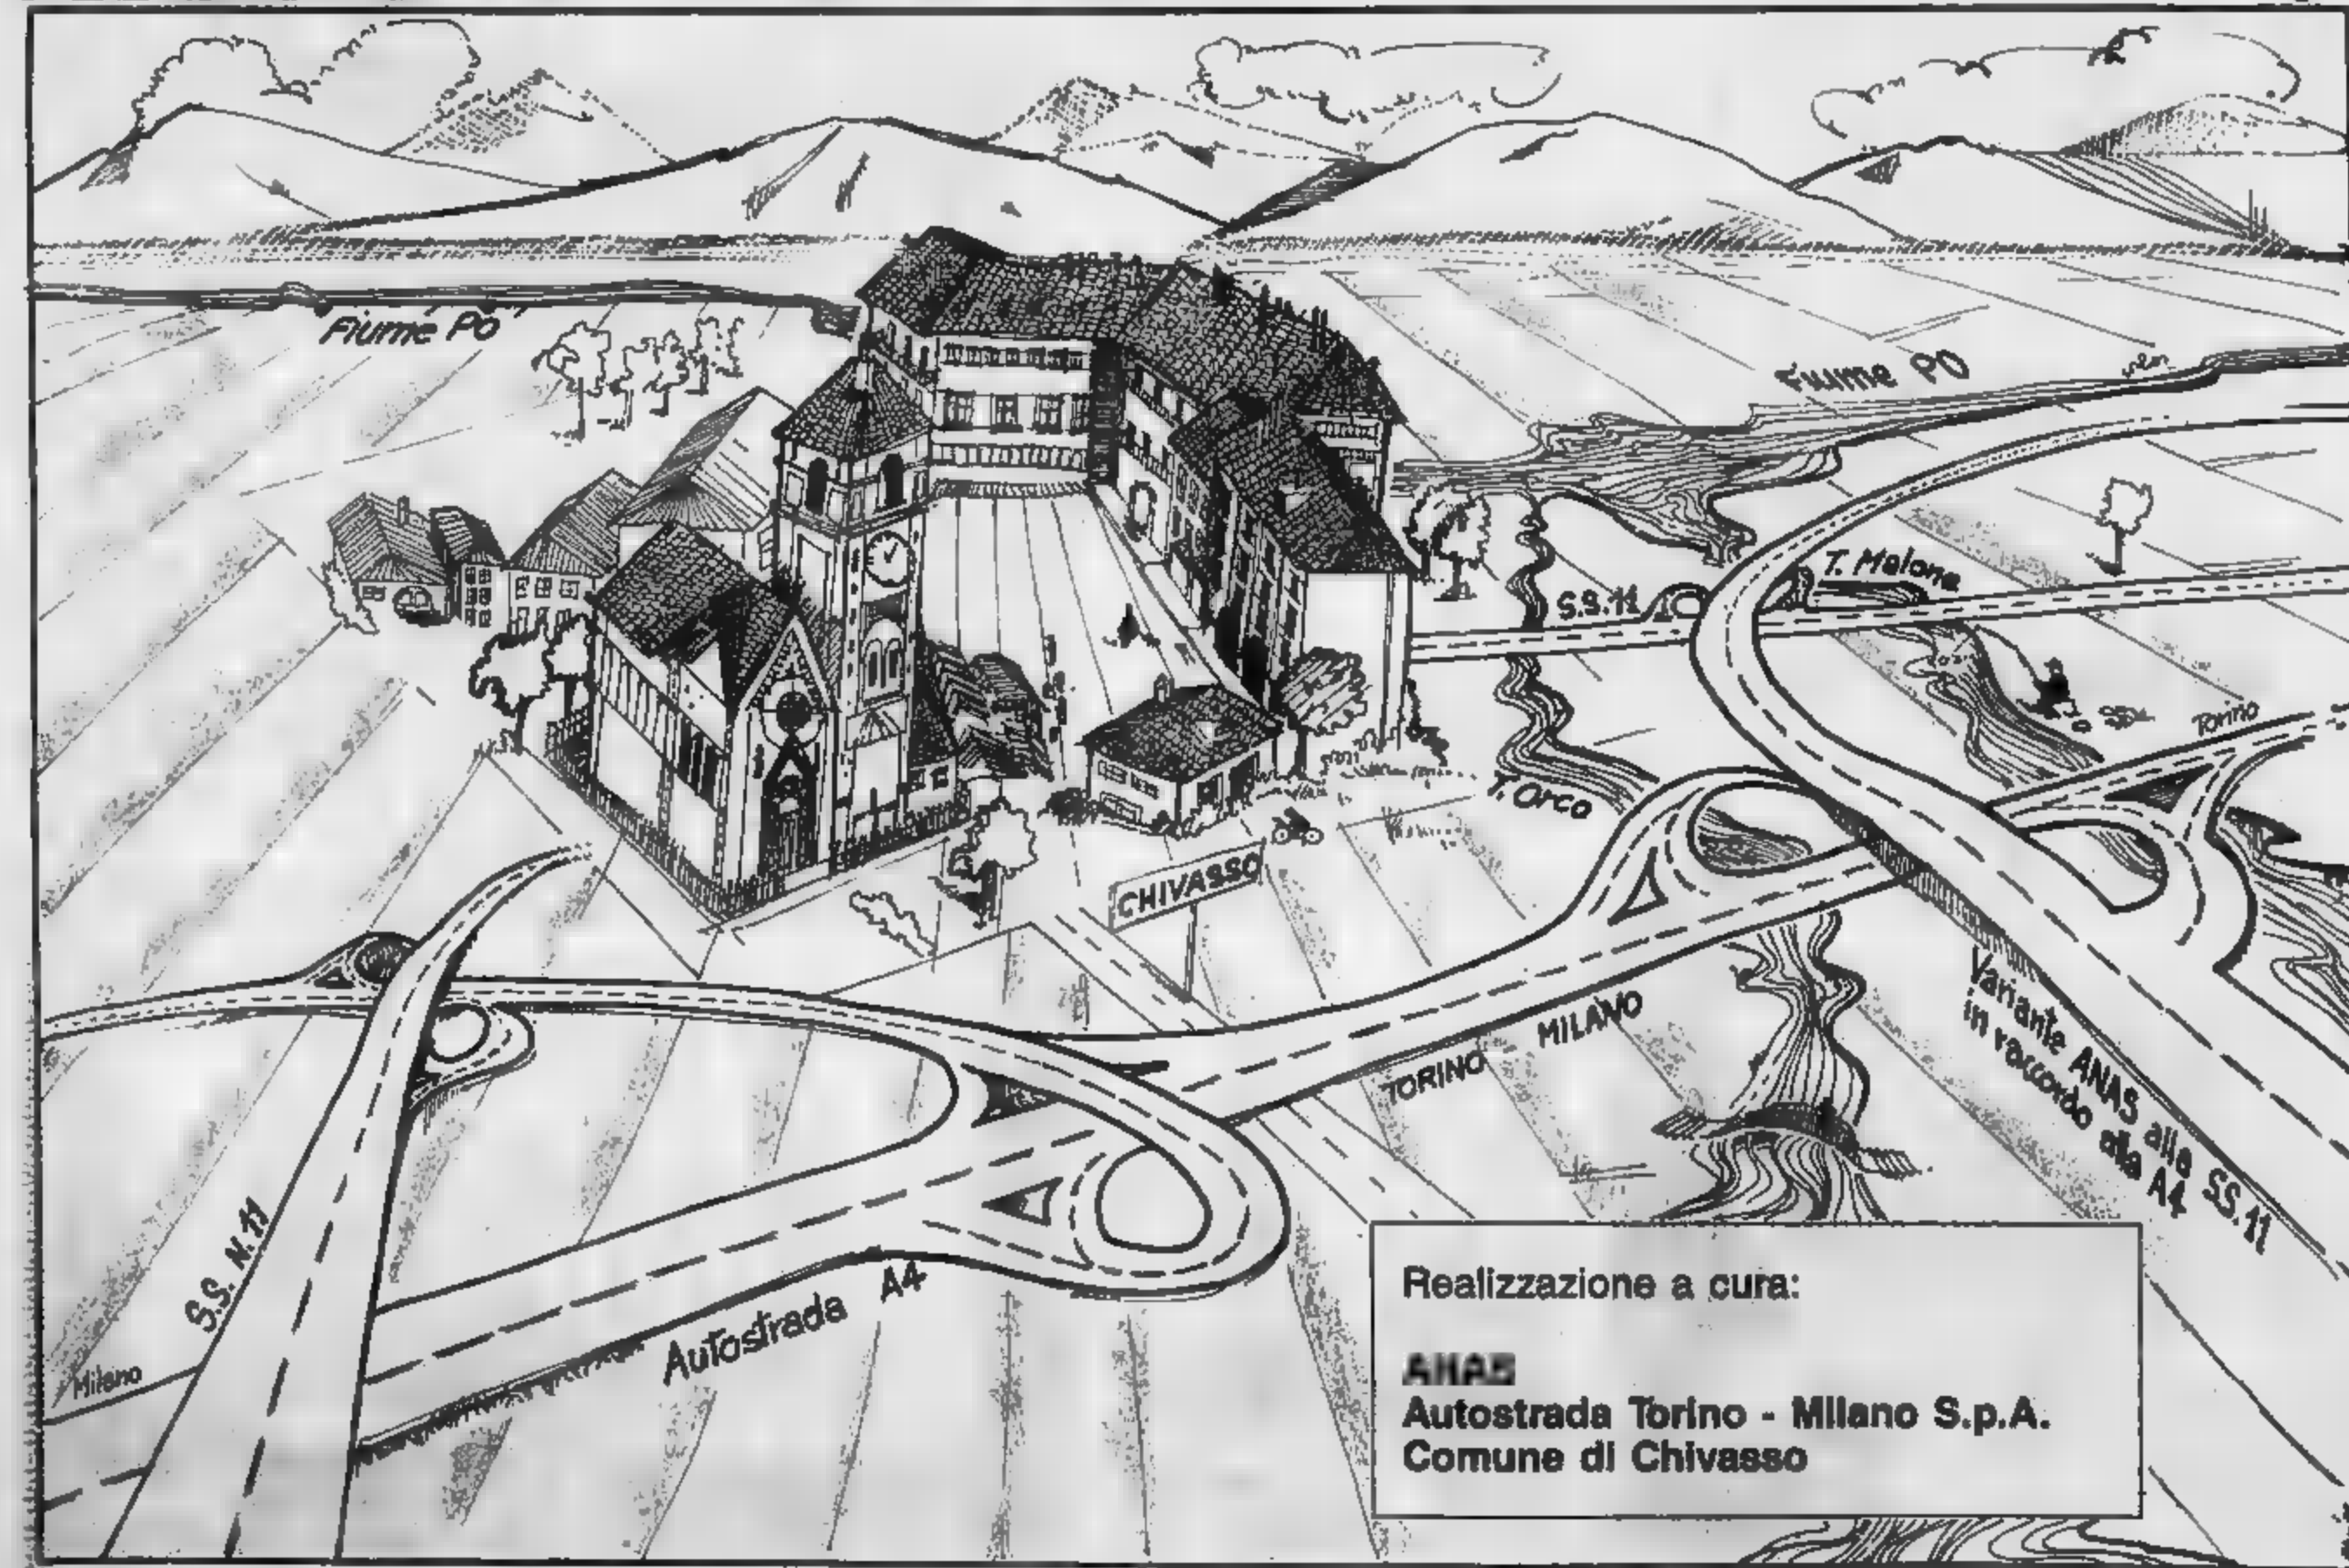 Fiume Po
Fiume PO
S.S. 11
T. Malone
Torino
T. Orco
CHIVASSO
TORINO MILANO
Variante ANAS alla SS. 11
in raccordo alla A4
S.S. N. 11
Autostrada A4
Milano
Realizzazione a cura:
ANAS
Autostrada Torino - Milano S.p.A.
Comune di Chivasso